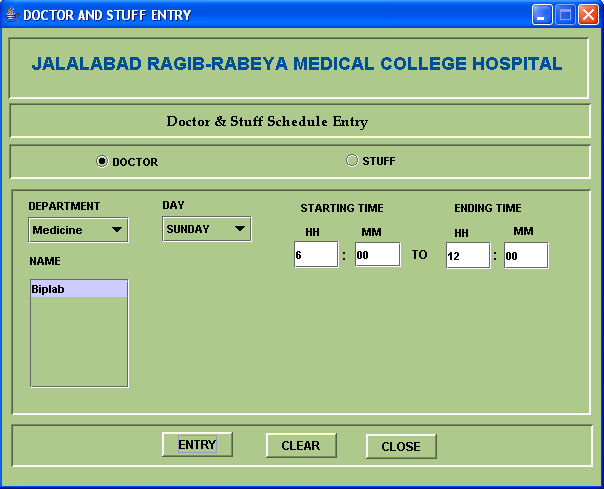 DOCTOR AND STUFF ENTRY
JALALABAD RAGIB-RABEYA MEDICAL COLLEGE HOSPITAL
Doctor & Stuff Schedule Entry
DOCTOR STUFF
DEPARTMENT DAY STARTING TIME ENDING TIME
HH MM HH MM
Medicine SUNDAY 6 : 00 TO 12 : 00
NAME
Biplab
ENTRY CLEAR CLOSE